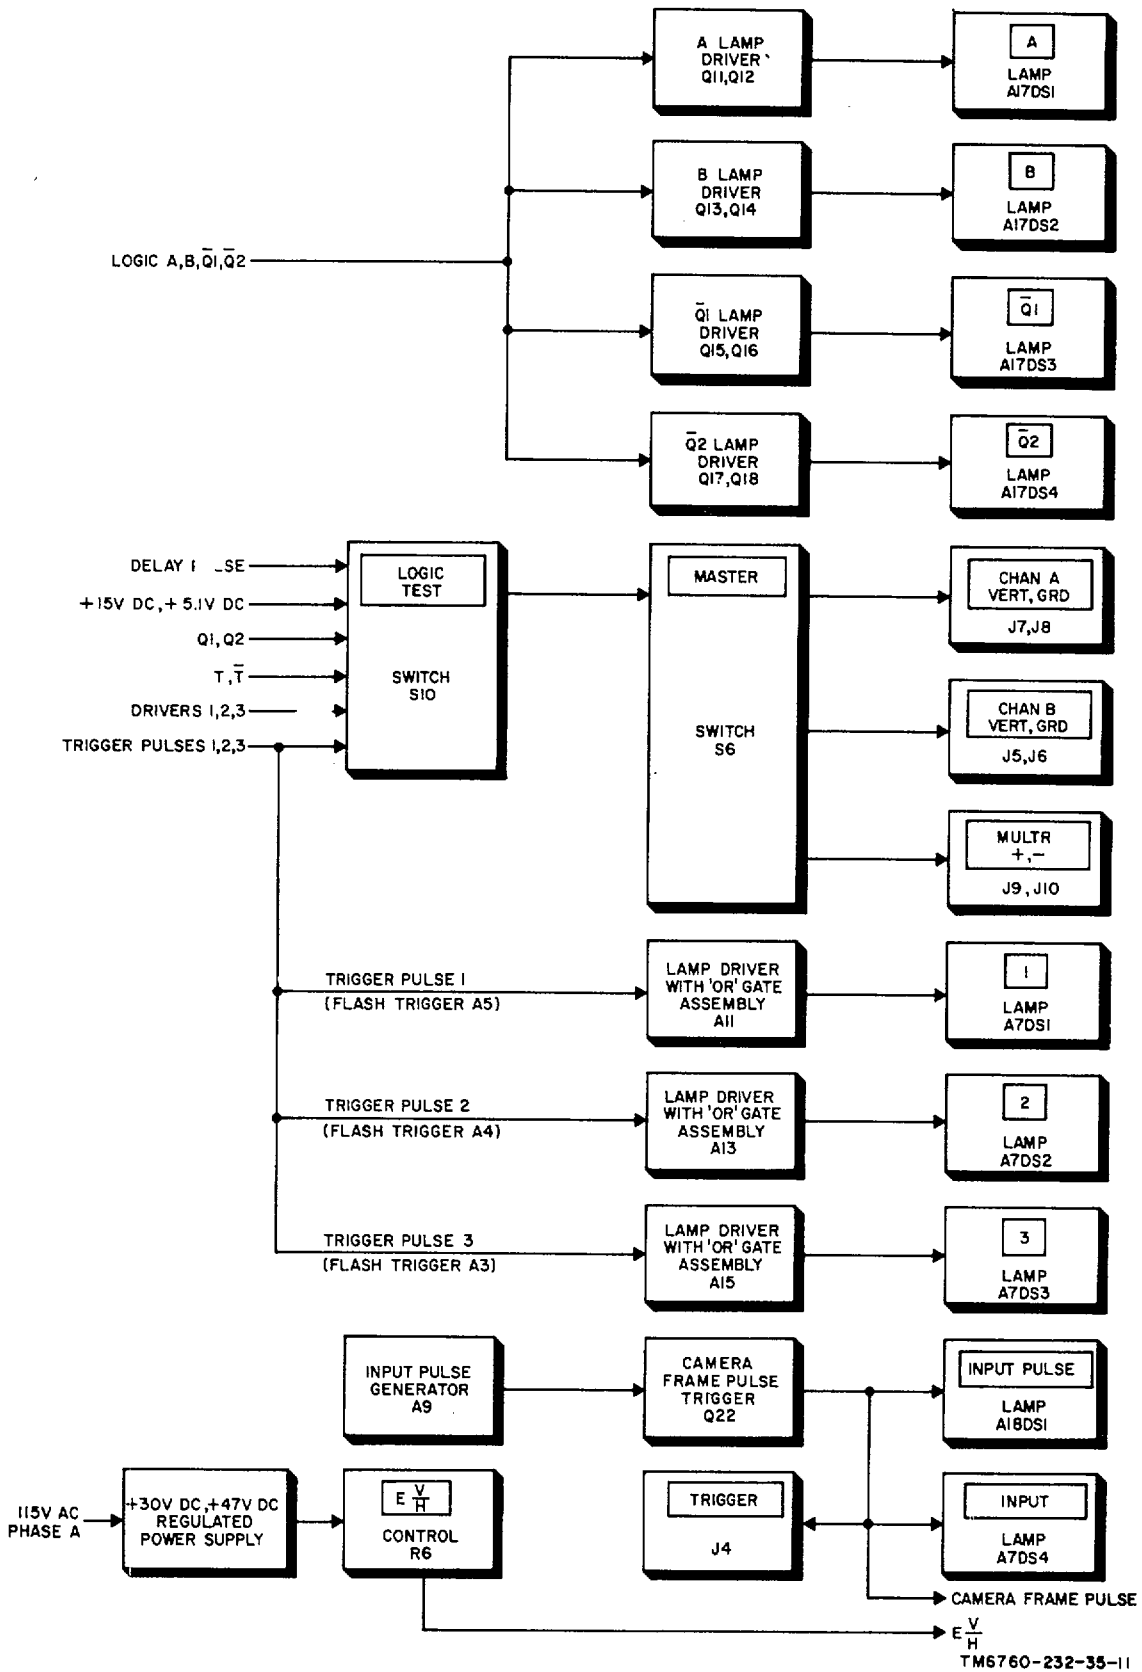 A LAMP
DRIVER
Q11,Q12
A
LAMP
A17DS1
B LAMP
DRIVER
Q13,Q14
B
LAMP
A17DS2
LOGIC A,B,Q̅1,Q̅2
Q̅1 LAMP
DRIVER
Q15,Q16
Q̅1
LAMP
A17DS3
Q̅2 LAMP
DRIVER
Q17,Q18
Q̅2
LAMP
A17DS4
DELAY
+15V DC,+5.1V DC
Q1,Q2
T,T̅
DRIVERS 1,2,3
TRIGGER PULSES 1,2,3
LOGIC
TEST
SWITCH
S10
MASTER
SWITCH
S6
CHAN A
VERT,GRD
J7,J8
CHAN B
VERT,GRD
J5,J6
MULTR
+,-
J9,J10
TRIGGER PULSE 1
(FLASH TRIGGER A5)
LAMP DRIVER
WITH 'OR' GATE
ASSEMBLY
A11
1
LAMP
A7DS1
TRIGGER PULSE 2
(FLASH TRIGGER A4)
LAMP DRIVER
WITH 'OR' GATE
ASSEMBLY
A13
2
LAMP
A7DS2
TRIGGER PULSE 3
(FLASH TRIGGER A3)
LAMP DRIVER
WITH 'OR' GATE
ASSEMBLY
A15
3
LAMP
A7DS3
INPUT PULSE
GENERATOR
A9
CAMERA
FRAME PULSE
TRIGGER
Q22
INPUT PULSE
LAMP
A18DS1
115V AC
PHASE A
+30V DC,+47V DC
REGULATED
POWER SUPPLY
E V/H
CONTROL
R6
TRIGGER
J4
INPUT
LAMP
A7DS4
CAMERA FRAME PULSE
E V/H
TM6760-232-35-11